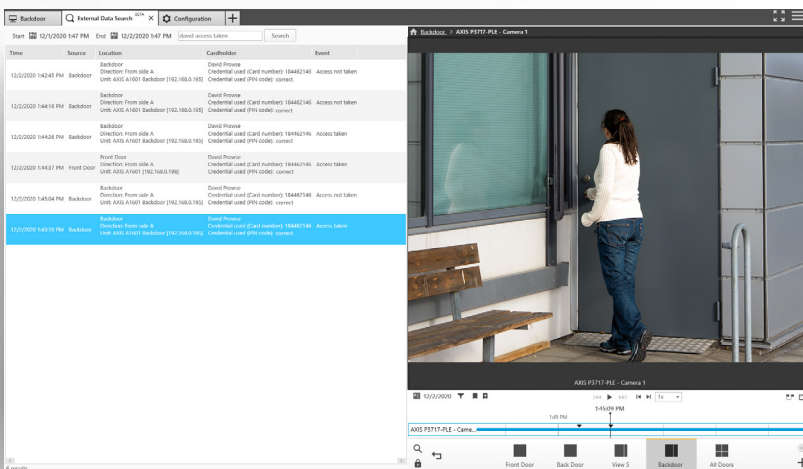 Backdoor
External Data Search BETA
Configuration
Start 12/1/2020 1:47 PM End 12/2/2020 1:47 PM david access taken Search
Time Source Location Cardholder Event
Backdoor David Prowse
12/2/2020 1:42:45 PM Backdoor Direction: From side A Credential used (Card number): 184462146 Access not taken
Unit: AXIS A1601 Backdoor [192.168.0.195] Credential used (PIN code): correct
Backdoor David Prowse
12/2/2020 1:44:16 PM Backdoor Direction: From side A Credential used (Card number): 184462146 Access not taken
Unit: AXIS A1601 Backdoor [192.168.0.195] Credential used (PIN code): correct
Backdoor David Prowse
12/2/2020 1:44:26 PM Backdoor Direction: From side A Credential used (Card number): 184462146 Access taken
Unit: AXIS A1601 Backdoor [192.168.0.195] Credential used (PIN code): correct
Front Door David Prowse
12/2/2020 1:44:37 PM Front Door Direction: From side A Credential used (Card number): 184462146 Access taken
Unit: AXIS A1601 [192.168.0.198] Credential used (PIN code): correct
Backdoor David Prowse
12/2/2020 1:45:04 PM Backdoor Direction: From side A Credential used (Card number): 184462146 Access not taken
Unit: AXIS A1601 Backdoor [192.168.0.195] Credential used (PIN code): correct
Backdoor David Prowse
12/2/2020 1:45:10 PM Backdoor Direction: From side A Credential used (Card number): 184462146 Access taken
Unit: AXIS A1601 Backdoor [192.168.0.195] Credential used (PIN code): correct
6 results
Backdoor > AXIS P3717-PLE - Camera 1
AXIS P3717-PLE - Camera 1
12/2/2020 1x
1:45:09 PM
1:45 PM
AXIS P3717-PLE - Came...
Front Door Back Door View 5 Backdoor All Doors